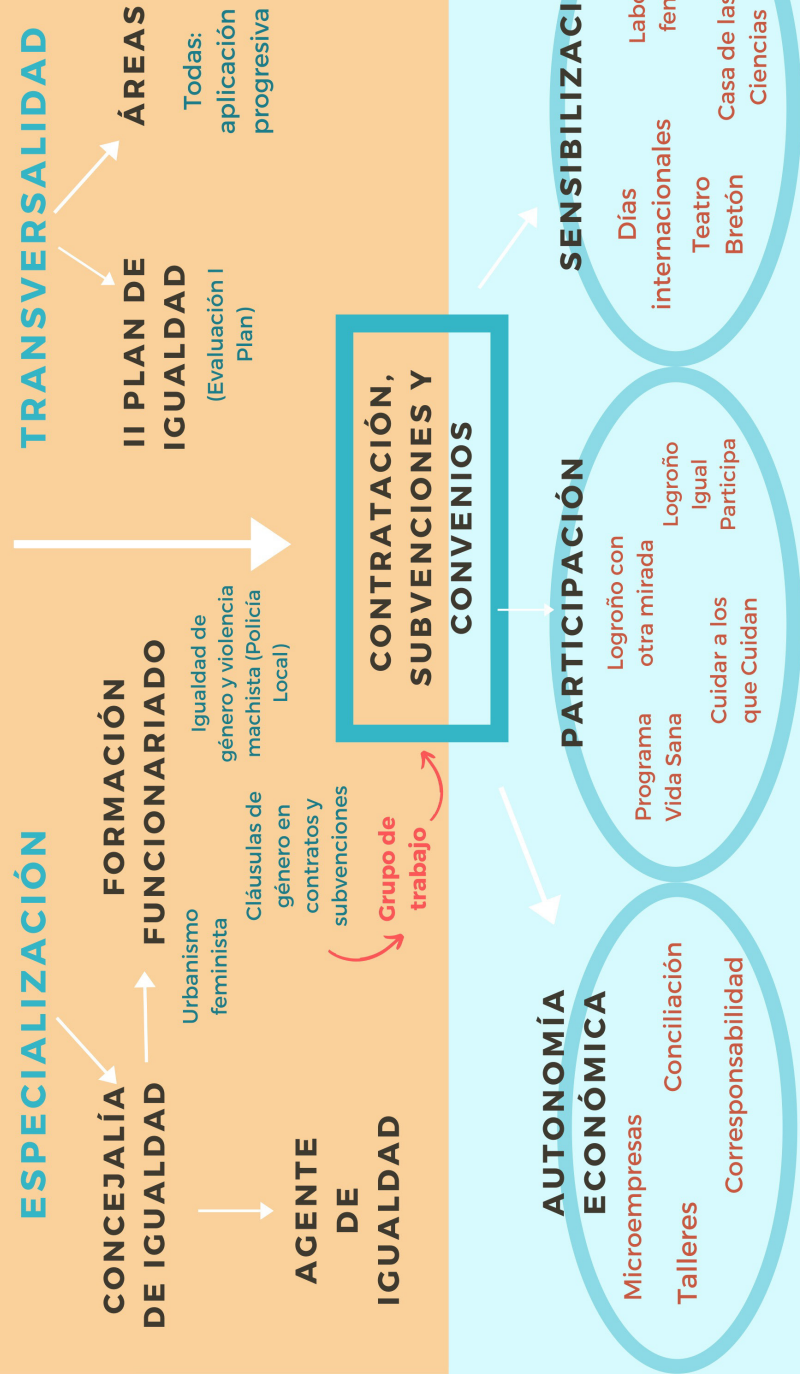 ESPECIALIZACIÓN
TRANSVERSALIDAD
CONCEJALÍA
DE IGUALDAD
FORMACIÓN
FUNCIONARIADO
II PLAN DE
IGUALDAD
(Evaluación I
Plan)
ÁREAS
Todas:
aplicación
progresiva
Urbanismo
feminista
Igualdad de
género y violencia
machista (Policía
Local)
Cláusulas de
género en
contratos y
subvenciones
AGENTE
DE
IGUALDAD
Grupo de
trabajo
CONTRATACIÓN,
SUBVENCIONES Y
CONVENIOS
AUTONOMÍA
ECONÓMICA
Microempresas
Conciliación
Talleres
Corresponsabilidad
PARTICIPACIÓN
Logroño con
otra mirada
Programa
Vida Sana
Logroño
Igual
Participa
Cuidar a los
que Cuidan
SENSIBILIZACI
Días
internacionales
Labo
fen
Teatro
Bretón
Casa de las
Ciencias